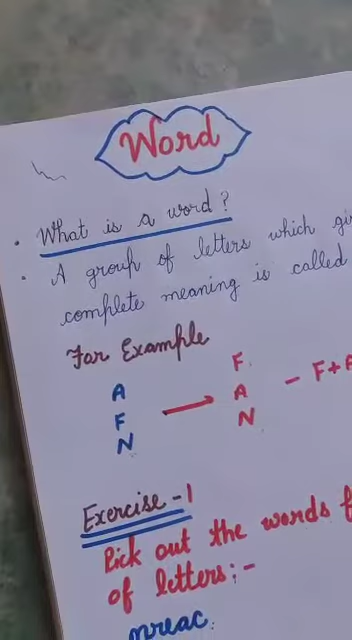 Word
• What is a word?
• A group of letters which gi
complete meaning is called
For Example
A F
F → A - F+A
N N
Exercise-1
Pick out the words f
of letters:-
nreac